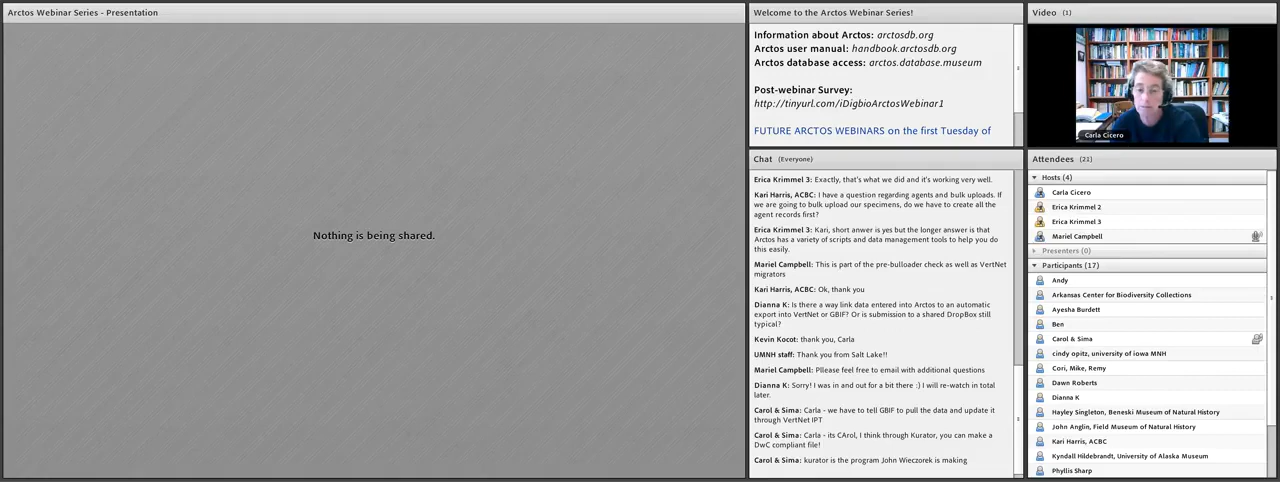 Arctos Webinar Series - Presentation
Nothing is being shared.
Welcome to the Arctos Webinar Series!
Information about Arctos: arctosdb.org
Arctos user manual: handbook.arctosdb.org
Arctos database access: arctos.database.museum
Post-webinar Survey:
http://tinyurl.com/iDigbioArctosWebinar1
FUTURE ARCTOS WEBINARS on the first Tuesday of
Chat (Everyone)
Erica Krimmel 3: Exactly, that's what we did and it's working very well.
Kari Harris, ACBC: I have a question regarding agents and bulk uploads. If
we are going to bulk upload our specimens, do we have to create all the
agent records first?
Erica Krimmel 3: Kari, short anwer is yes but the longer answer is that
Arctos has a variety of scripts and data management tools to help you do
this easily.
Mariel Campbell: This is part of the pre-bulloader check as well as VertNet
migrators
Kari Harris, ACBC: Ok, thank you
Dianna K: Is there a way link data entered into Arctos to an automatic
export into VertNet or GBIF? Or is submission to a shared DropBox still
typical?
Kevin Kocot: thank you, Carla
UMNH staff: Thank you from Salt Lake!!
Mariel Campbell: Pllease feel free to email with additional questions
Dianna K: Sorry! I was in and out for a bit there :) I will re-watch in total
later.
Carol & Sima: Carla - we have to tell GBIF to pull the data and update it
through VertNet IPT
Carol & Sima: Carla - its CArol, I think through Kurator, you can make a
DwC compliant file!
Carol & Sima: kurator is the program John Wieczorek is making
Video (1)
Carla Cicero
Attendees (21)
Hosts (4)
Carla Cicero
Erica Krimmel 2
Erica Krimmel 3
Mariel Campbell
Presenters (0)
Participants (17)
Andy
Arkansas Center for Biodiversity Collections
Ayesha Burdett
Ben
Carol & Sima
cindy opitz, university of iowa MNH
Cori, Mike, Remy
Dawn Roberts
Dianna K
Hayley Singleton, Beneski Museum of Natural History
John Anglin, Field Museum of Natural History
Kari Harris, ACBC
Kyndall Hildebrandt, University of Alaska Museum
Phyllis Sharp